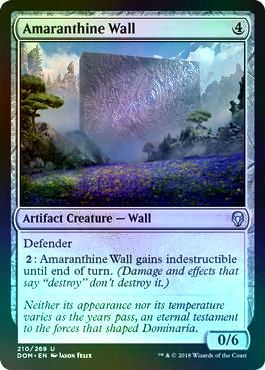 Amaranthine Wall 4
Artifact Creature — Wall
Defender
2: Amaranthine Wall gains indestructible
until end of turn. (Damage and effects that
say "destroy" don't destroy it.)
Neither its appearance nor its temperature
varies as the years pass, an eternal testament
to the forces that shaped Dominaria.
0/6
210/269 U
DOM • EN Jason Felix
™ & © 2018 Wizards of the Coast